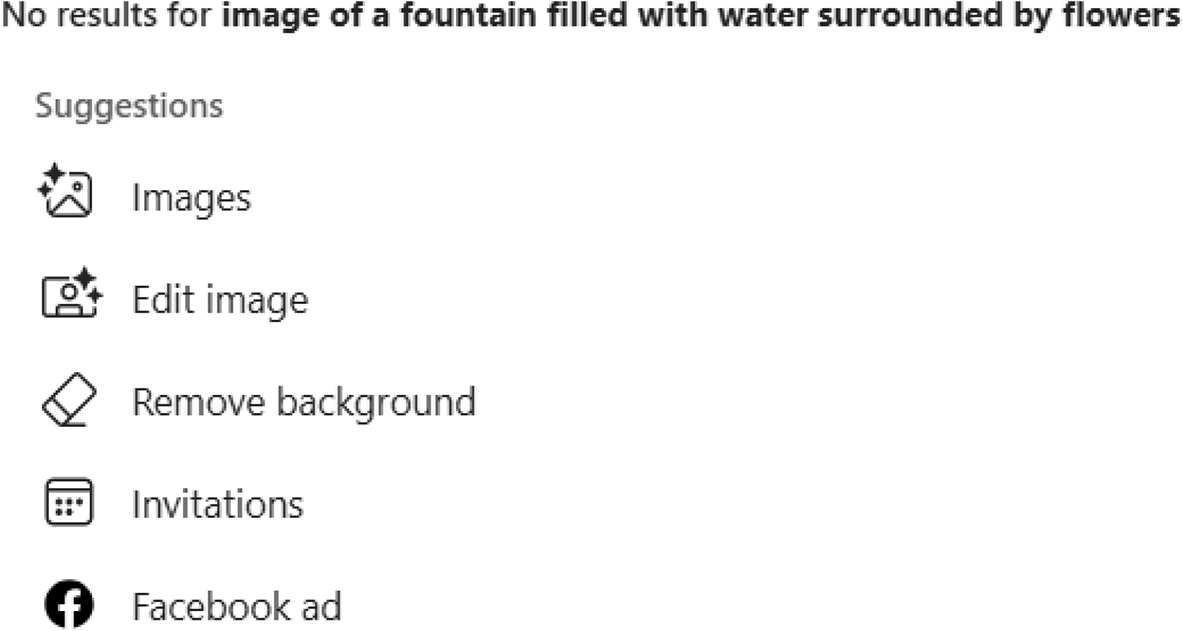 No results for image of a fountain filled with water surrounded by flowers
Suggestions
Images
Edit image
Remove background
Invitations
Facebook ad